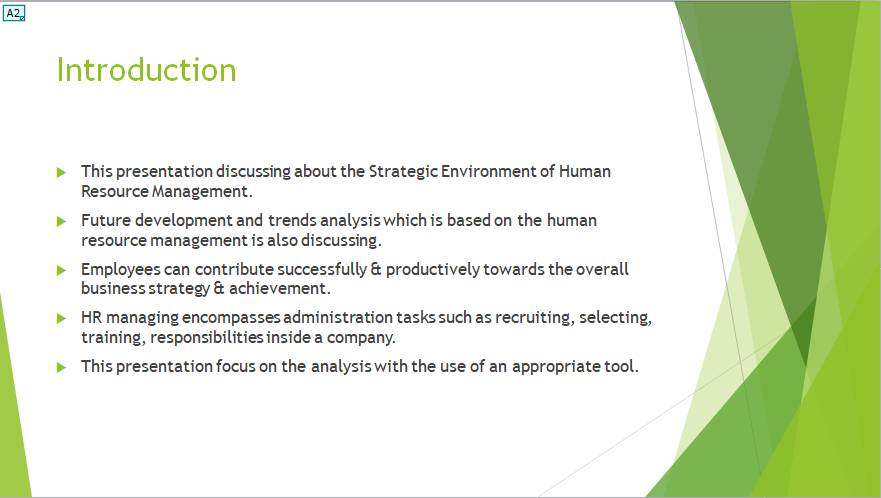 A2
Introduction
This presentation discussing about the Strategic Environment of Human
Resource Management.
Future development and trends analysis which is based on the human
resource management is also discussing.
Employees can contribute successfully & productively towards the overall
business strategy & achievement.
HR managing encompasses administration tasks such as recruiting, selecting,
training, responsibilities inside a company.
This presentation focus on the analysis with the use of an appropriate tool.